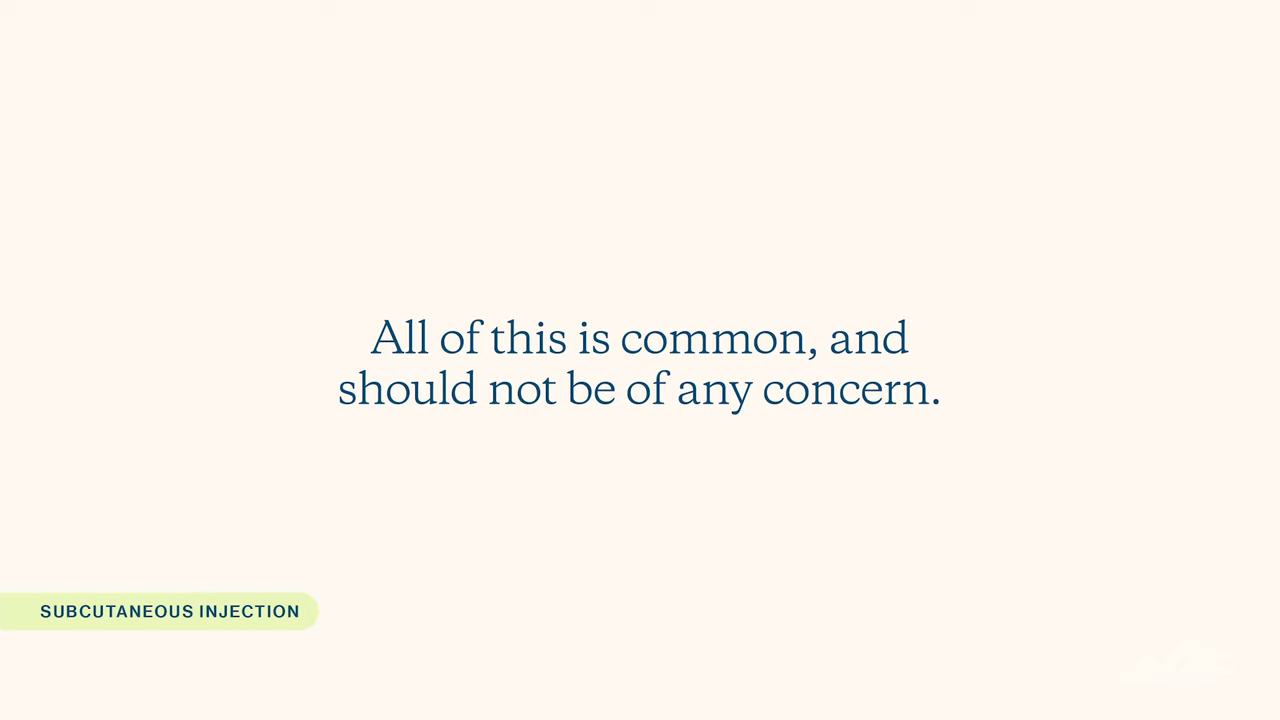 All of this is common, and
should not be of any concern.
SUBCUTANEOUS INJECTION